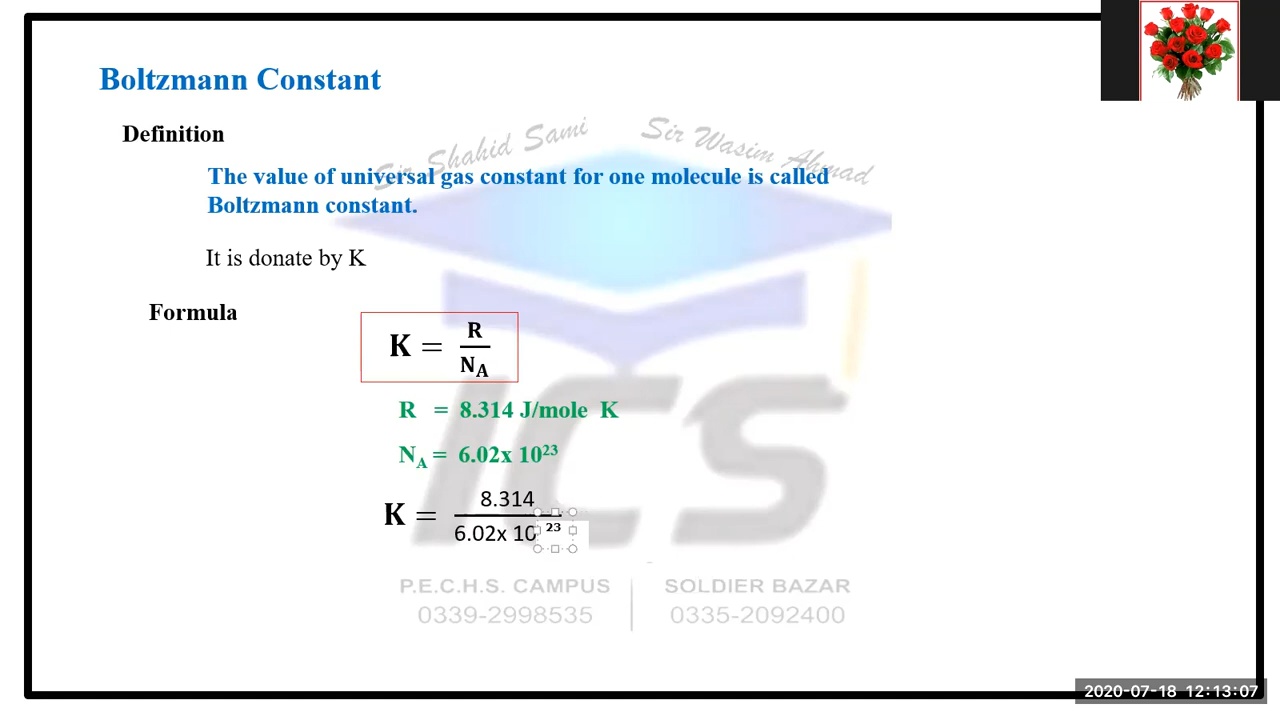 Boltzmann Constant
Definition
Sir Shahid Sami
Sir Wasim Ahmad
The value of universal gas constant for one molecule is called
Boltzmann constant.
It is donate by K
Formula
K = R / N_A
R = 8.314 J/mole K
N_A = 6.02x 10²³
K = 8.314 / 6.02x 10 ²³
ICS
P.E.C.H.S. CAMPUS
0339-2998535
SOLDIER BAZAR
0335-2092400
2020-07-18 12:13:07